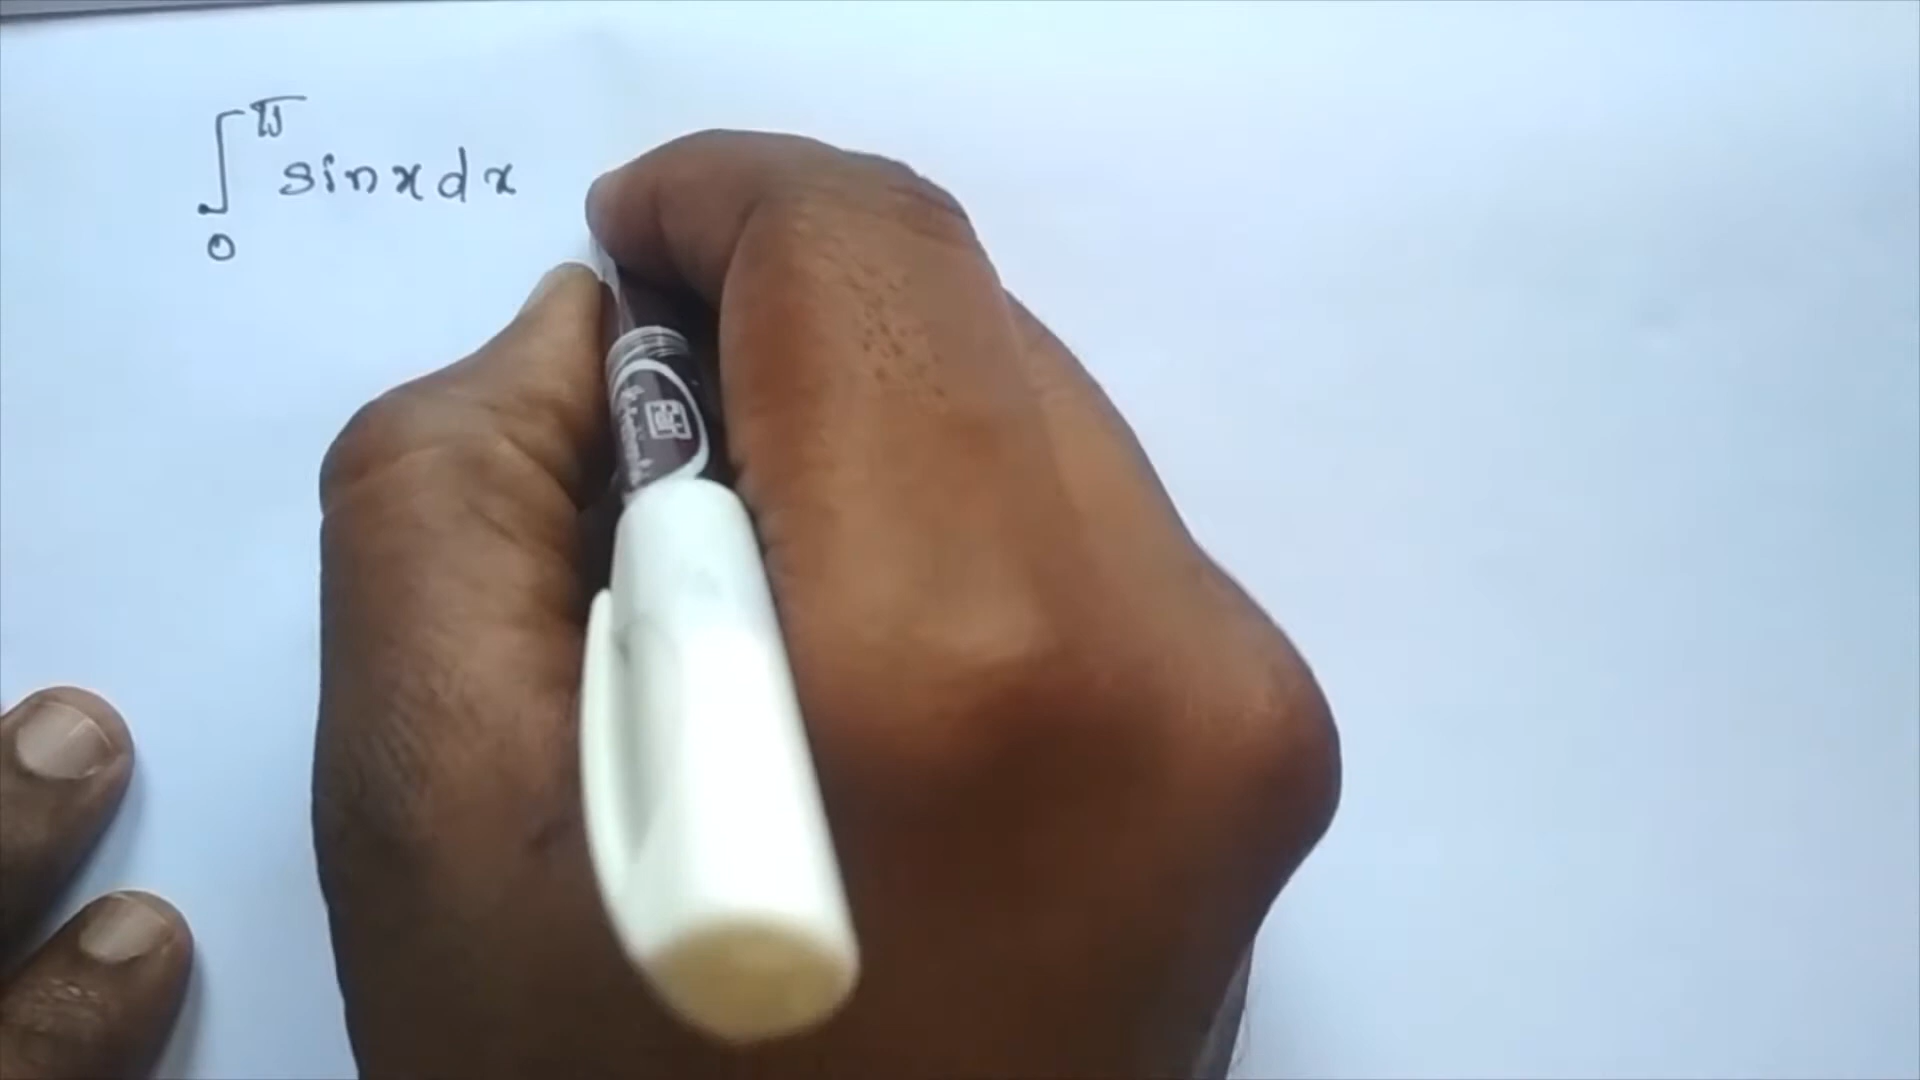 ∫₀^π sin x dx